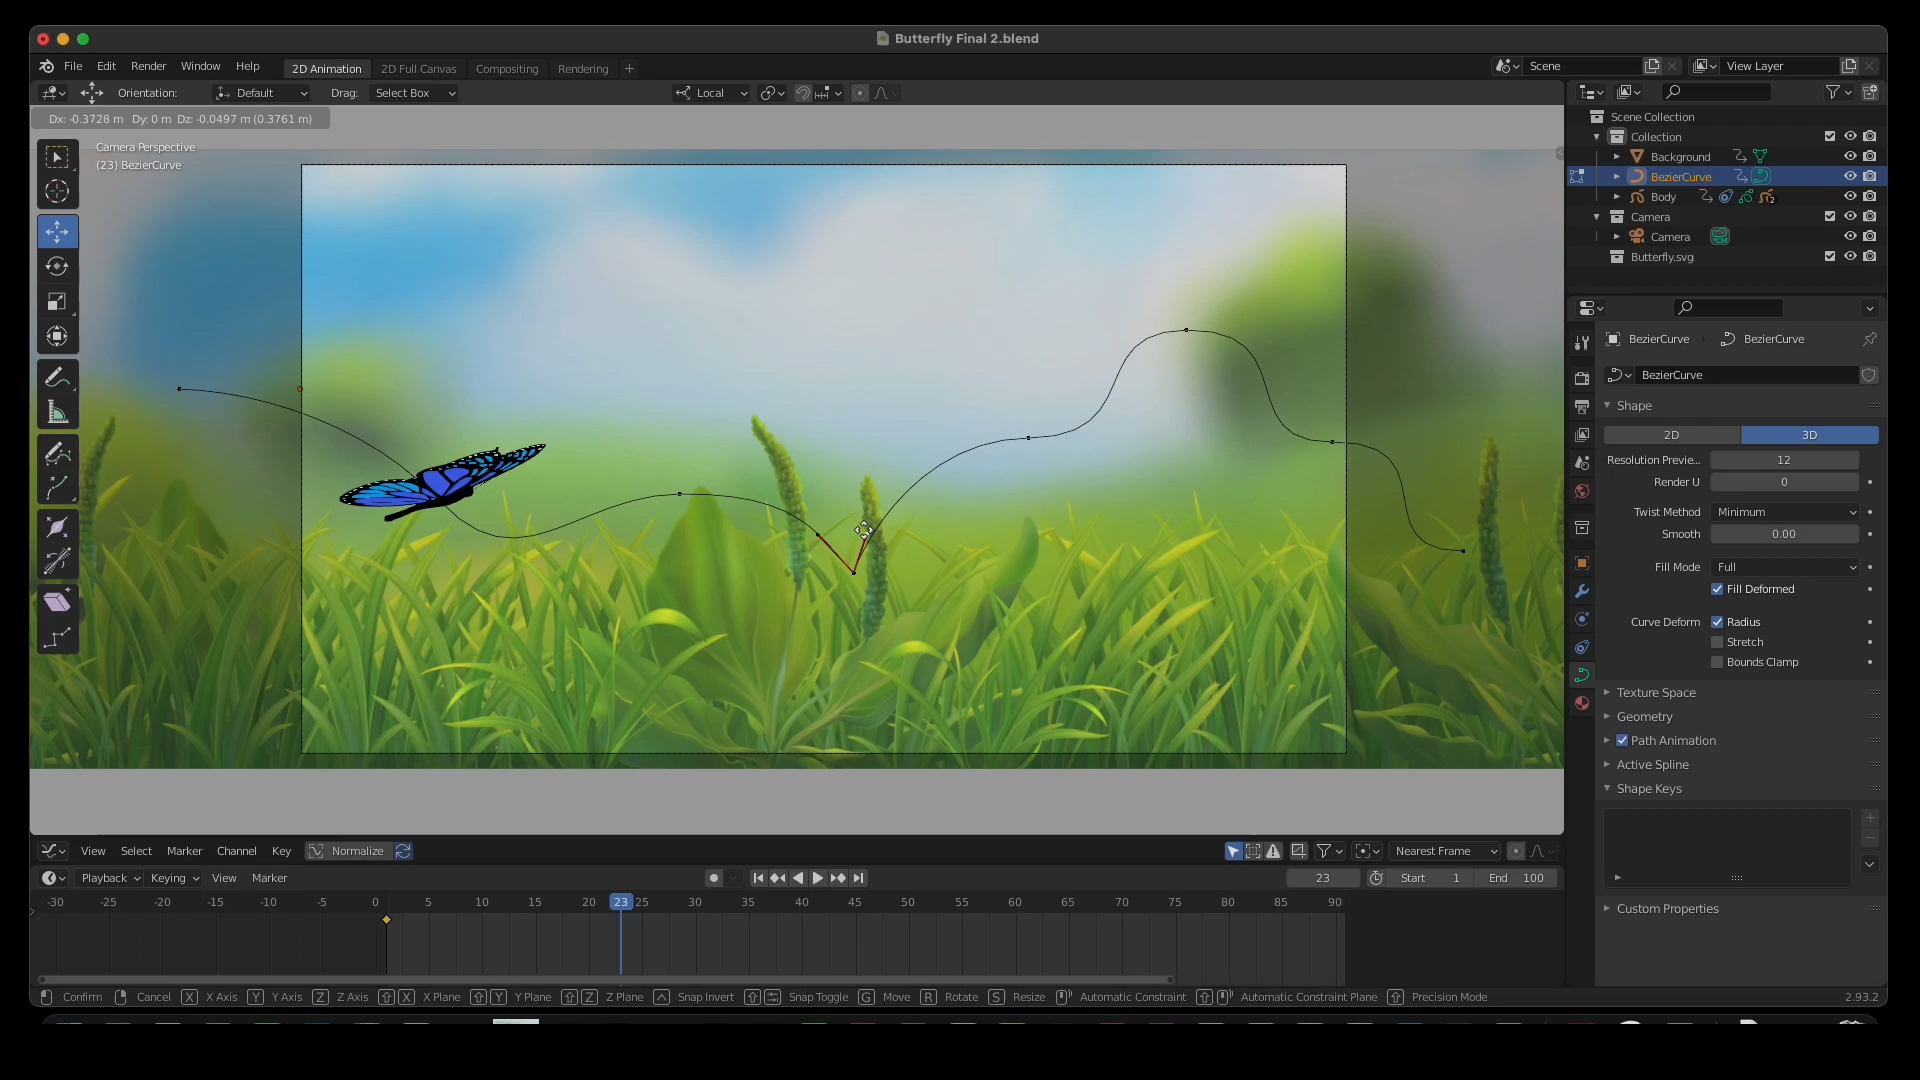 Butterfly Final 2.blend
File Edit Render Window Help
2D Animation 2D Full Canvas Compositing Rendering +
Scene
View Layer
Orientation: Default Drag: Select Box
Local
Dx: -0.3728 m Dy: 0 m Dz: -0.0497 m (0.3761 m)
Camera Perspective
(23) BezierCurve
Scene Collection
Collection
Background
BezierCurve
Body
2
Camera
Camera
Butterfly.svg
BezierCurve BezierCurve
BezierCurve
Shape
2D 3D
Resolution Previe... 12
Render U 0
Twist Method Minimum
Smooth 0.00
Fill Mode Full
Fill Deformed
Curve Deform Radius
Stretch
Bounds Clamp
Texture Space
Geometry
Path Animation
Active Spline
Shape Keys
Custom Properties
View Select Marker Channel Key Normalize
Nearest Frame
Playback Keying View Marker
23 Start 1 End 100
-30 -25 -20 -15 -10 -5 0 5 10 15 20 23 25 30 35 40 45 50 55 60 65 70 75 80 85 90
Confirm Cancel X X Axis Y Y Axis Z Z Axis X X Plane Y Y Plane Z Z Plane Snap Invert Snap Toggle G Move R Rotate S Resize Automatic Constraint Automatic Constraint Plane Precision Mode
2.93.2